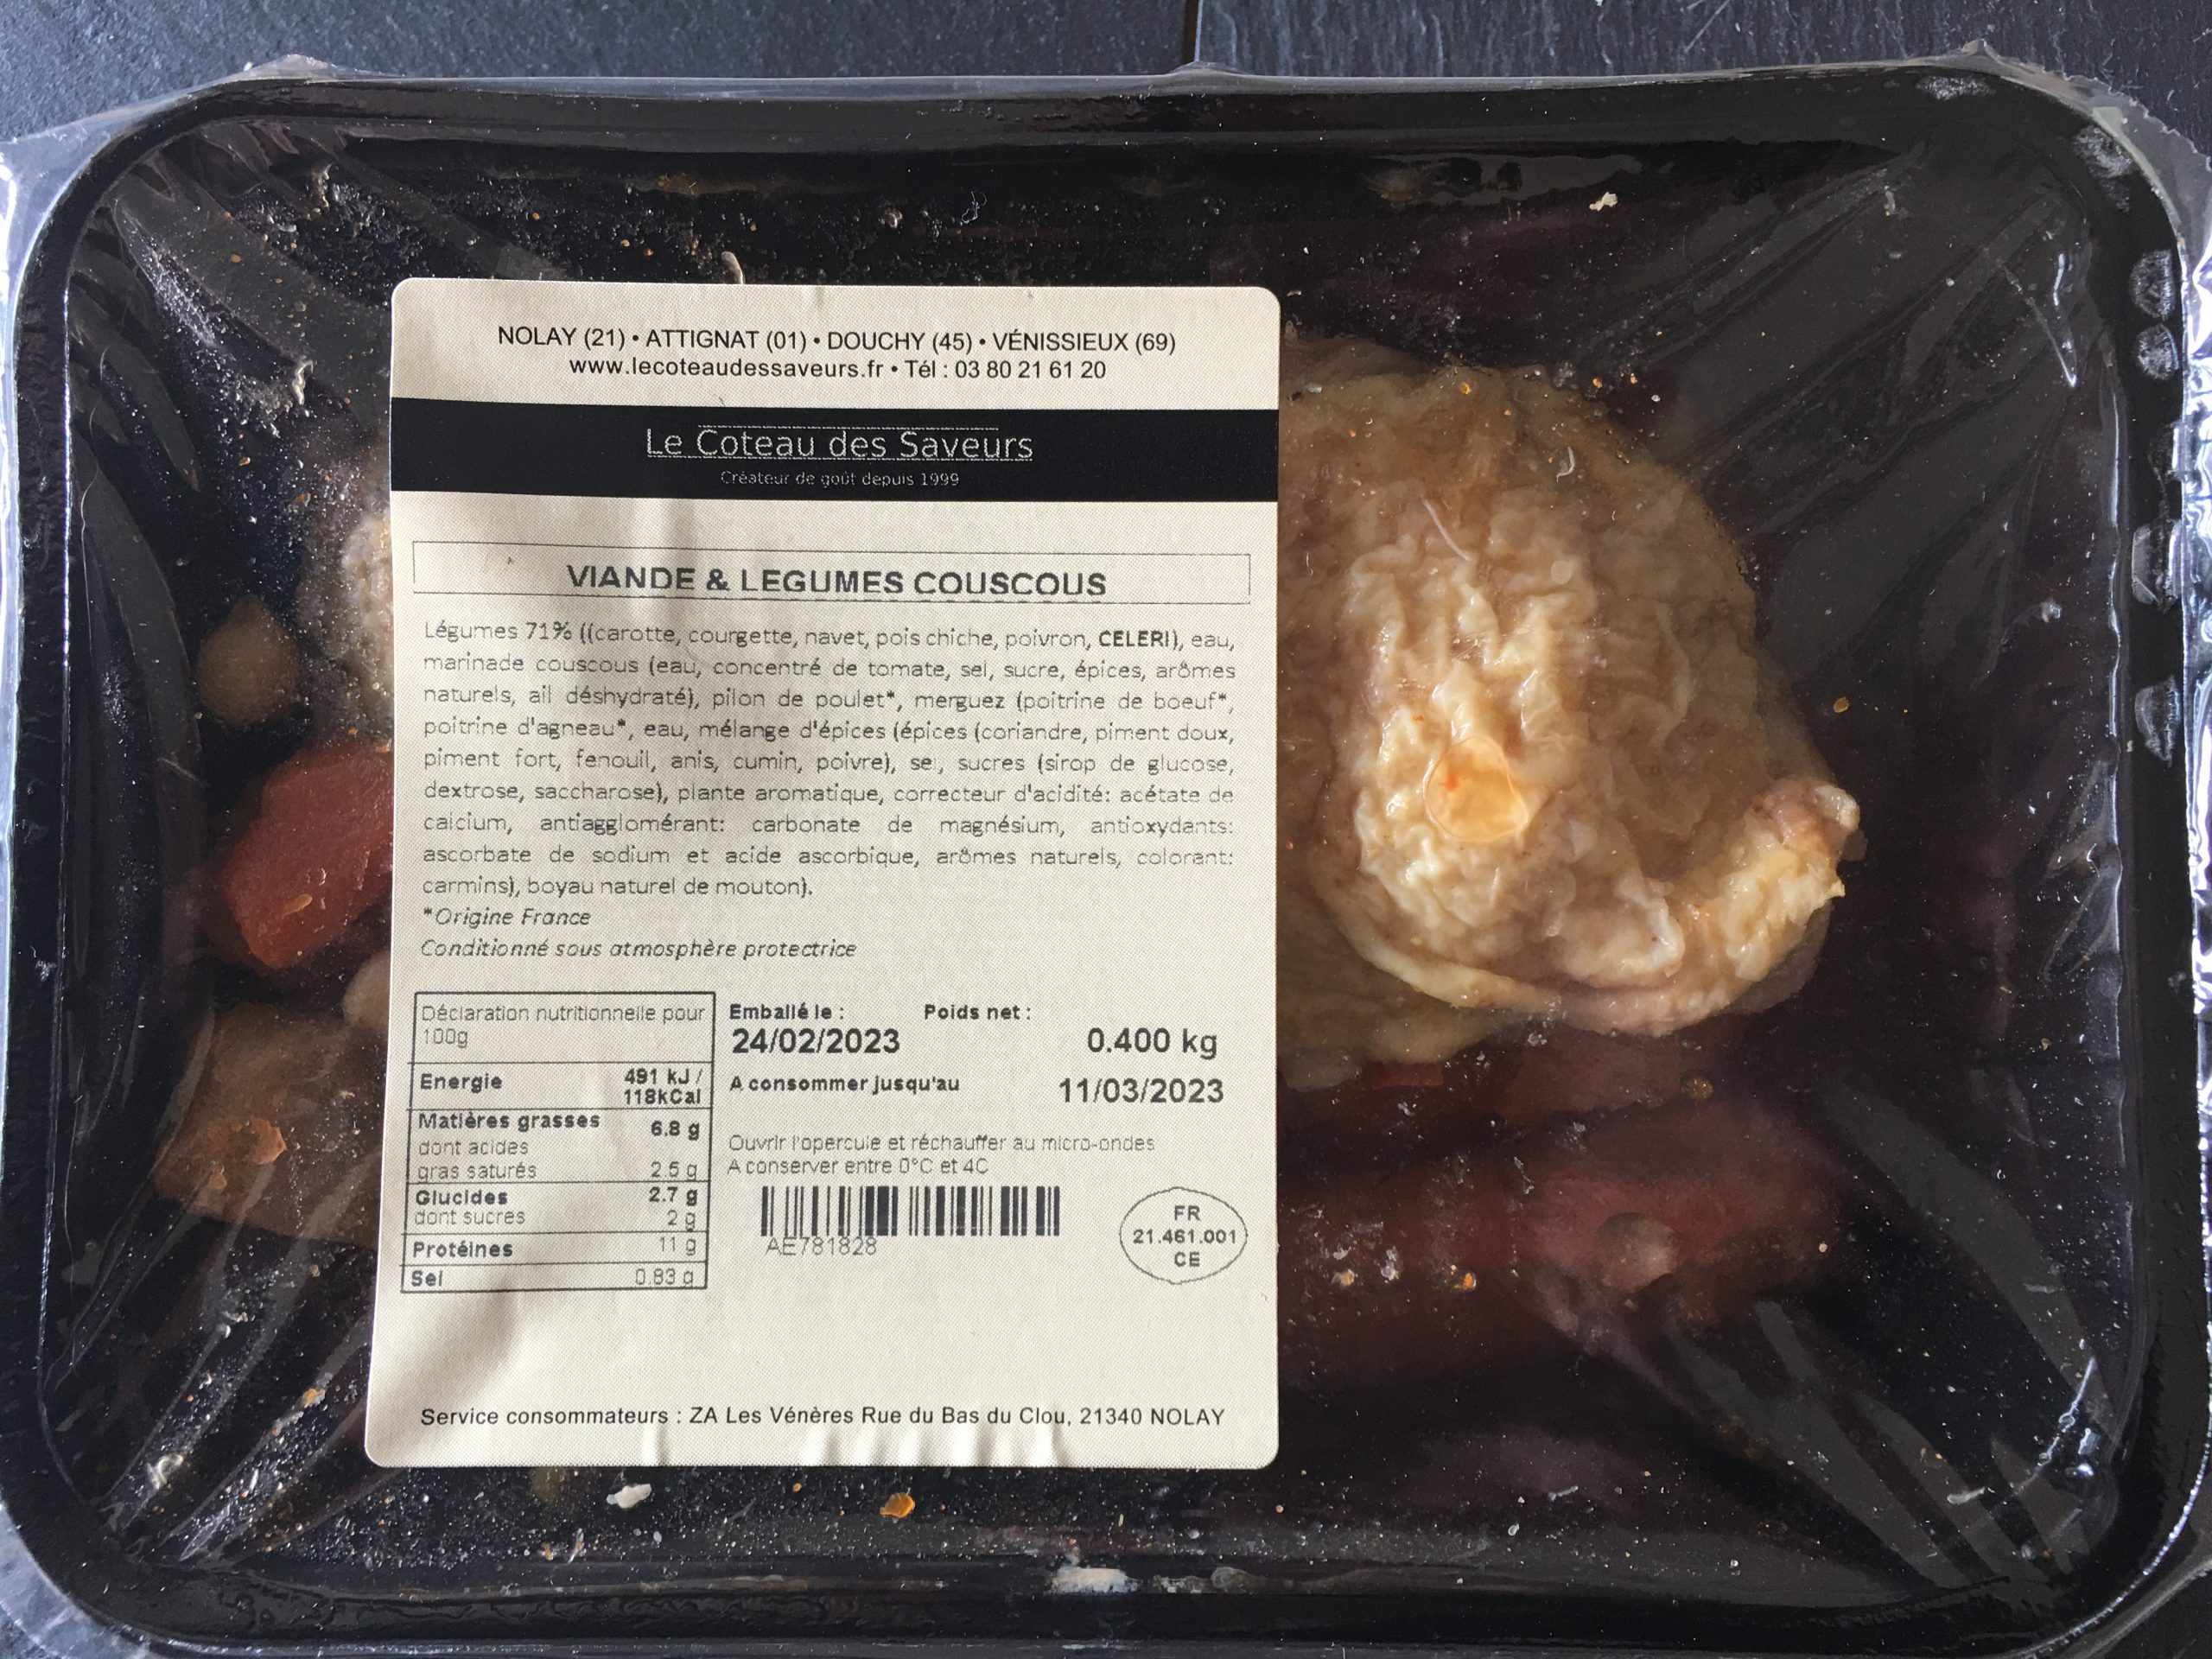 NOLAY (21) • ATTIGNAT (01) • DOUCHY (45) • VÉNISSIEUX (69)
www.lecoteaudessaveurs.fr • Tél : 03 80 21 61 20
Le Coteau des Saveurs
Créateur de goût depuis 1999
VIANDE & LEGUMES COUSCOUS
Légumes 71% ((carotte, courgette, navet, pois chiche, poivron, CELERI), eau,
marinade couscous (eau, concentré de tomate, sel, sucre, épices, arômes
naturels, ail déshydraté), pilon de poulet*, merguez (poitrine de boeuf*,
poitrine d'agneau*, eau, mélange d'épices (épices (coriandre, piment doux,
piment fort, fenouil, anis, cumin, poivre), sel, sucres (sirop de glucose,
dextrose, saccharose), plante aromatique, correcteur d'acidité: acétate de
calcium, antiagglomérant: carbonate de magnésium, antioxydants:
ascorbate de sodium et acide ascorbique, arômes naturels, colorant:
carmins), boyau naturel de mouton).
*Origine France
Conditionné sous atmosphère protectrice
Déclaration nutritionnelle pour
100g
Energie 491 kJ /
118kCal
Matières grasses 6.8 g
dont acides
gras saturés 2.5 g
Glucides 2.7 g
dont sucres 2 g
Protéines 11 g
Sel 0.83 g
Emballé le : Poids net :
24/02/2023 0.400 kg
A consommer jusqu'au 11/03/2023
Ouvrir l'opercule et réchauffer au micro-ondes
A conserver entre 0°C et 4C
AE781828
FR
21.461.001
CE
Service consommateurs : ZA Les Vénères Rue du Bas du Clou, 21340 NOLAY